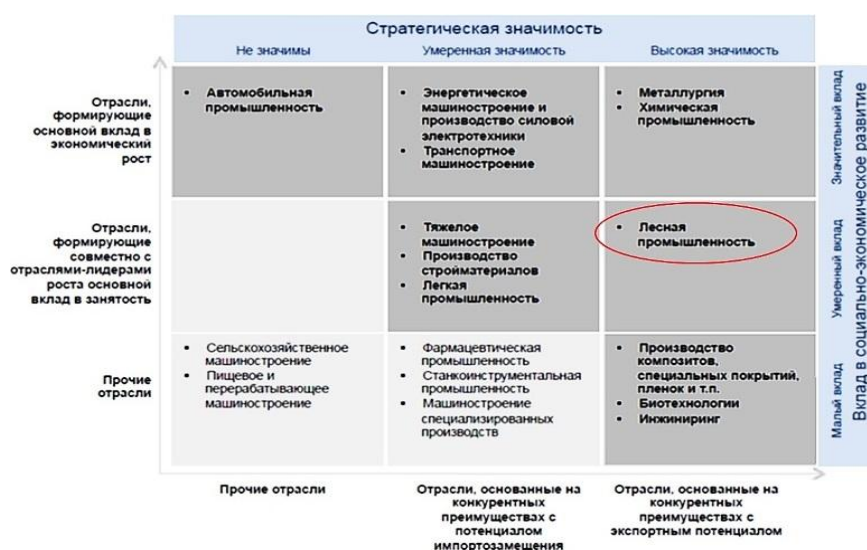 Стратегическая значимость
Не значимы
Умеренная значимость
Высокая значимость
Отрасли,
формирующие
основной вклад в
экономический
рост
• Автомобильная
промышленность
• Энергетическое
машиностроение и
производство силовой
электротехники
• Транспортное
машиностроение
• Металлургия
• Химическая
промышленность
Значительный вклад
Отрасли,
формирующие
совместно с
отраслями-лидерами
роста основной
вклад в занятость
• Тяжелое
машиностроение
• Производство
стройматериалов
• Легкая
промышленность
• Лесная
промышленность
Умеренный вклад
Прочие
отрасли
• Сельскохозяйственное
машиностроение
• Пищевое и
перерабатывающее
машиностроение
• Фармацевтическая
промышленность
• Станкоинструментальная
промышленность
• Машиностроение
специализированных
производств
• Производство
композитов,
специальных покрытий,
пленок и т.п.
• Биотехнологии
• Инжиниринг
Малый вклад
Вклад в социально-экономическое развитие
Прочие отрасли
Отрасли, основанные на
конкурентных
преимуществах с
потенциалом
импортозамещения
Отрасли, основанные на
конкурентных
преимуществах с
экспортным потенциалом